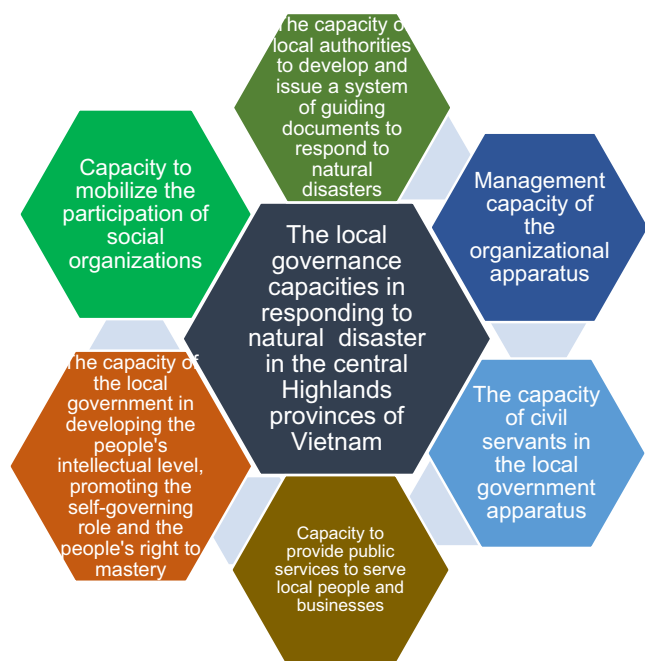 The capacity of
local authorities
to develop and
issue a system
of guiding
documents to
respond to
natural
disasters
Management
capacity of
the
organizational
apparatus
The capacity
of civil
servants in
the local
government
apparatus
Capacity to
provide public
services to serve
local people and
businesses
The capacity of
the local
government in
developing the
people's
intellectual level,
promoting the
self-governing
role and the
people's right to
mastery
Capacity to
mobilize the
participation of
social
organizations
The local
governance
capacities in
responding to
natural disaster
in the central
Highlands
provinces of
Vietnam